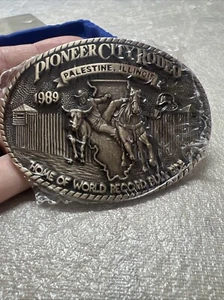 PIONEER CITY RODEO
PALESTINE, ILLINOIS
1989
HOME OF WORLD RECORD